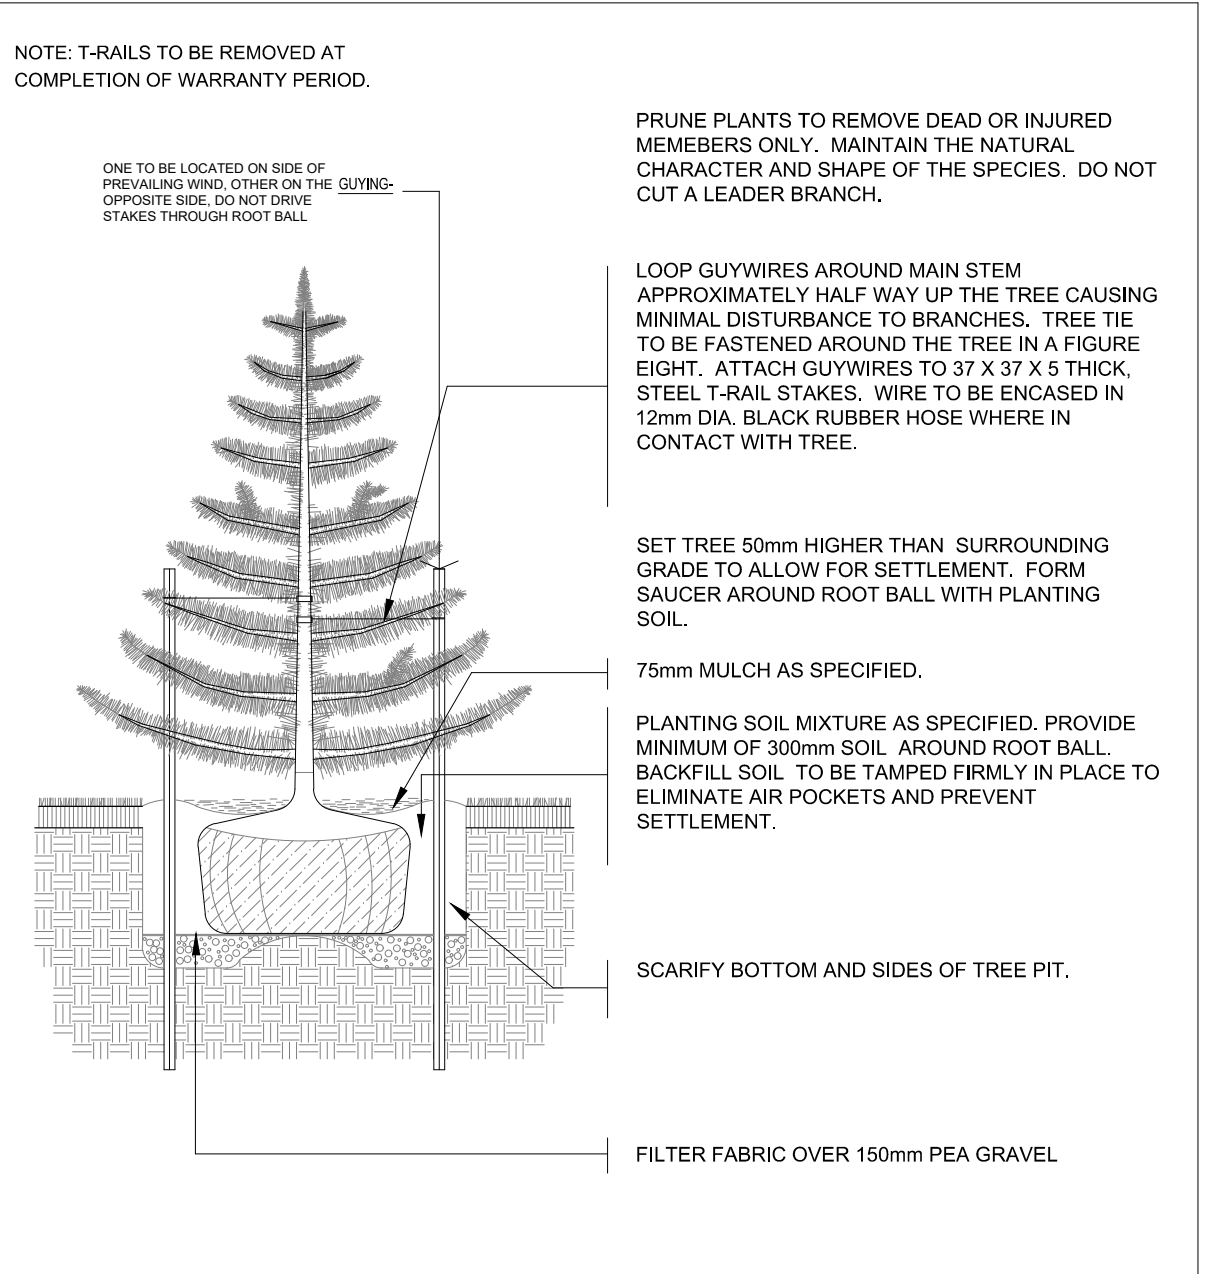 NOTE: T-RAILS TO BE REMOVED AT
COMPLETION OF WARRANTY PERIOD.
ONE TO BE LOCATED ON SIDE OF
PREVAILING WIND, OTHER ON THE
OPPOSITE SIDE, DO NOT DRIVE
STAKES THROUGH ROOT BALL
GUYING-
PRUNE PLANTS TO REMOVE DEAD OR INJURED
MEMEBERS ONLY. MAINTAIN THE NATURAL
CHARACTER AND SHAPE OF THE SPECIES. DO NOT
CUT A LEADER BRANCH.
LOOP GUYWIRES AROUND MAIN STEM
APPROXIMATELY HALF WAY UP THE TREE CAUSING
MINIMAL DISTURBANCE TO BRANCHES. TREE TIE
TO BE FASTENED AROUND THE TREE IN A FIGURE
EIGHT. ATTACH GUYWIRES TO 37 X 37 X 5 THICK,
STEEL T-RAIL STAKES. WIRE TO BE ENCASED IN
12mm DIA. BLACK RUBBER HOSE WHERE IN
CONTACT WITH TREE.
SET TREE 50mm HIGHER THAN SURROUNDING
GRADE TO ALLOW FOR SETTLEMENT. FORM
SAUCER AROUND ROOT BALL WITH PLANTING
SOIL.
75mm MULCH AS SPECIFIED.
PLANTING SOIL MIXTURE AS SPECIFIED. PROVIDE
MINIMUM OF 300mm SOIL AROUND ROOT BALL.
BACKFILL SOIL TO BE TAMPED FIRMLY IN PLACE TO
ELIMINATE AIR POCKETS AND PREVENT
SETTLEMENT.
SCARIFY BOTTOM AND SIDES OF TREE PIT.
FILTER FABRIC OVER 150mm PEA GRAVEL